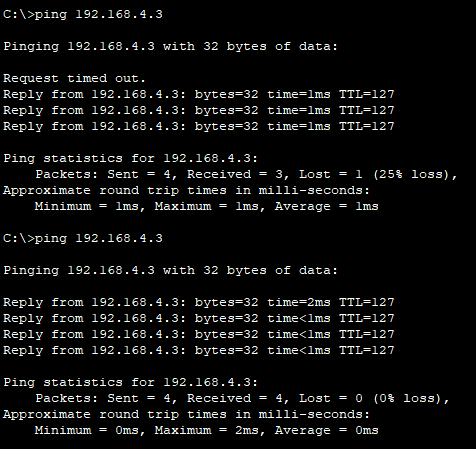 C:\>ping 192.168.4.3
Pinging 192.168.4.3 with 32 bytes of data:
Request timed out.
Reply from 192.168.4.3: bytes=32 time=1ms TTL=127
Reply from 192.168.4.3: bytes=32 time=1ms TTL=127
Reply from 192.168.4.3: bytes=32 time=1ms TTL=127
Ping statistics for 192.168.4.3:
Packets: Sent = 4, Received = 3, Lost = 1 (25% loss),
Approximate round trip times in milli-seconds:
Minimum = 1ms, Maximum = 1ms, Average = 1ms
C:\>ping 192.168.4.3
Pinging 192.168.4.3 with 32 bytes of data:
Reply from 192.168.4.3: bytes=32 time=2ms TTL=127
Reply from 192.168.4.3: bytes=32 time<1ms TTL=127
Reply from 192.168.4.3: bytes=32 time<1ms TTL=127
Reply from 192.168.4.3: bytes=32 time<1ms TTL=127
Ping statistics for 192.168.4.3:
Packets: Sent = 4, Received = 4, Lost = 0 (0% loss),
Approximate round trip times in milli-seconds:
Minimum = 0ms, Maximum = 2ms, Average = 0ms